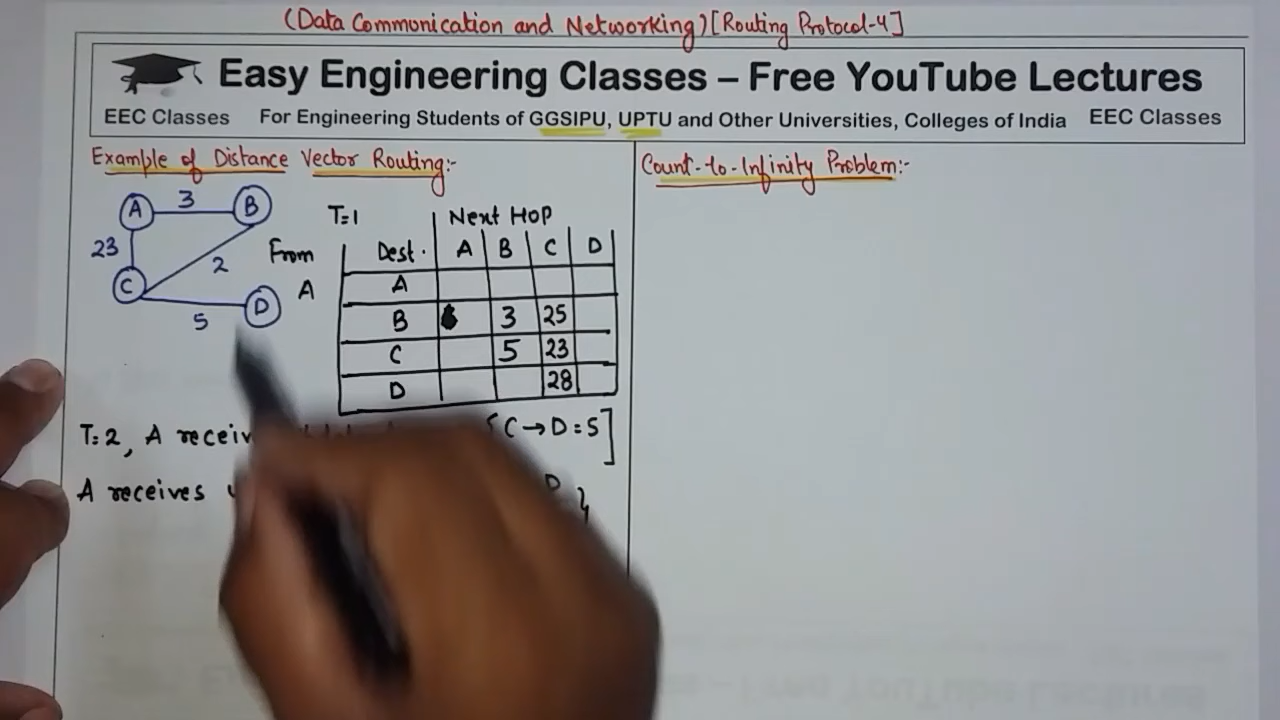 (Data Communication and Networking) [Routing Protocol-4]
Easy Engineering Classes – Free YouTube Lectures
EEC Classes For Engineering Students of GGSIPU, UPTU and Other Universities, Colleges of India EEC Classes
Example of Distance Vector Routing:-
A 3 B
23
2
C
5
D
T=1 Next Hop
From
A
Dest. A B C D
A
B 3 25
C 5 23
D 28
T=2, A receiv C → D = 5]
A receives
Count-to-Infinity Problem:-